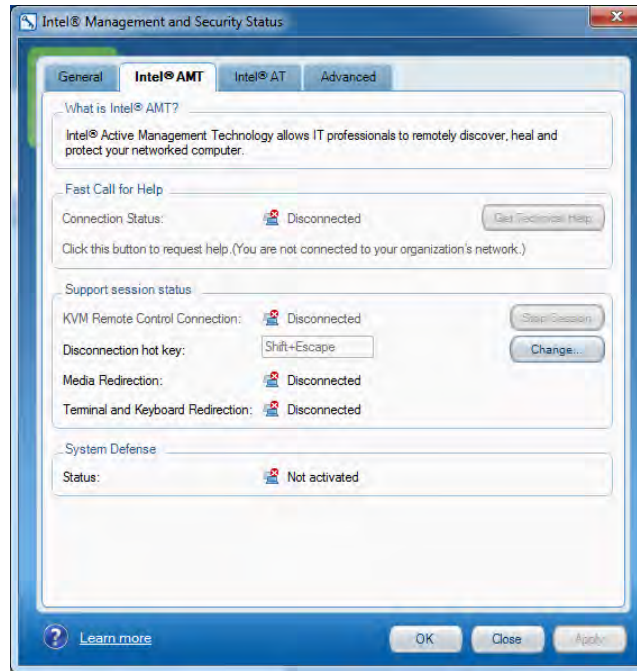 Intel® Management and Security Status
General Intel® AMT Intel® AT Advanced
What is Intel® AMT?
Intel® Active Management Technology allows IT professionals to remotely discover, heal and
protect your networked computer.
Fast Call for Help
Connection Status: Disconnected Get Technical Help
Click this button to request help.(You are not connected to your organization's network.)
Support session status
KVM Remote Control Connection: Disconnected Stop Session
Disconnection hot key: Shift+Escape Change...
Media Redirection: Disconnected
Terminal and Keyboard Redirection: Disconnected
System Defense
Status: Not activated
? Learn more OK Close Apply